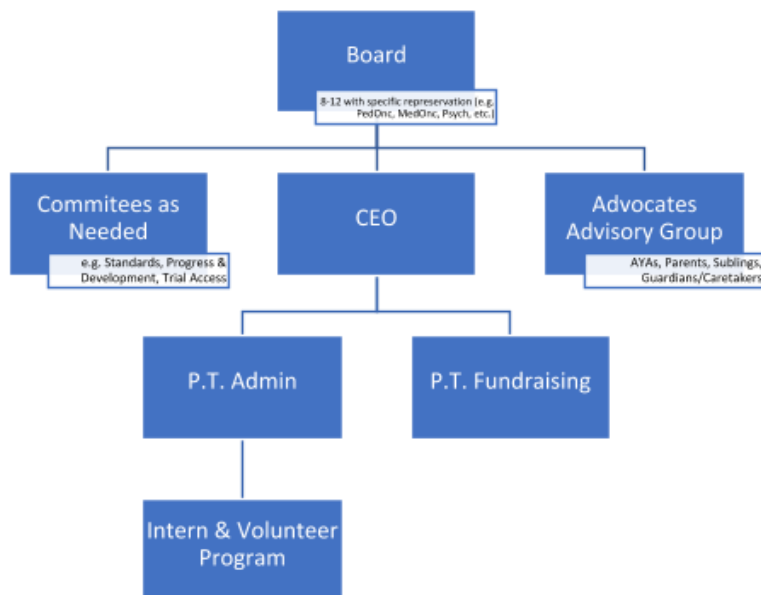 Board
8-12 with specific represervation (e.g.
PedOnc, MedOnc, Psych, etc.)
Commitees as
Needed
e.g. Standards, Progress &
Development, Trial Access
CEO
Advocates
Advisory Group
AYAs, Parents, Sublings,
Guardians/Caretakers
P.T. Admin
P.T. Fundraising
Intern & Volunteer
Program